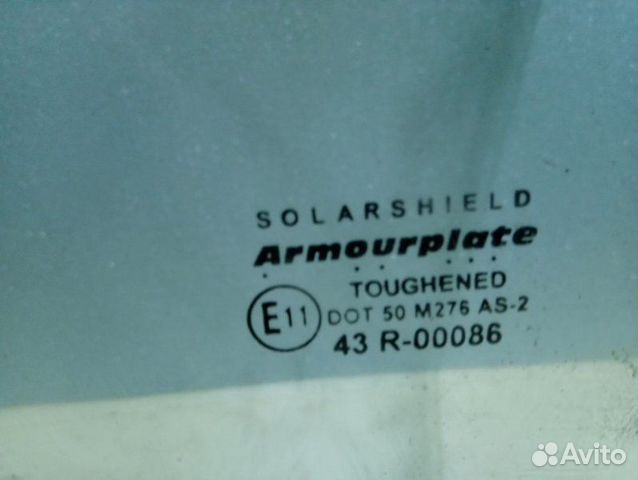 SOLARSHIELD
Armourplate
TOUGHENED
E11 DOT 50 M276 AS-2
43 R-00086
Avito